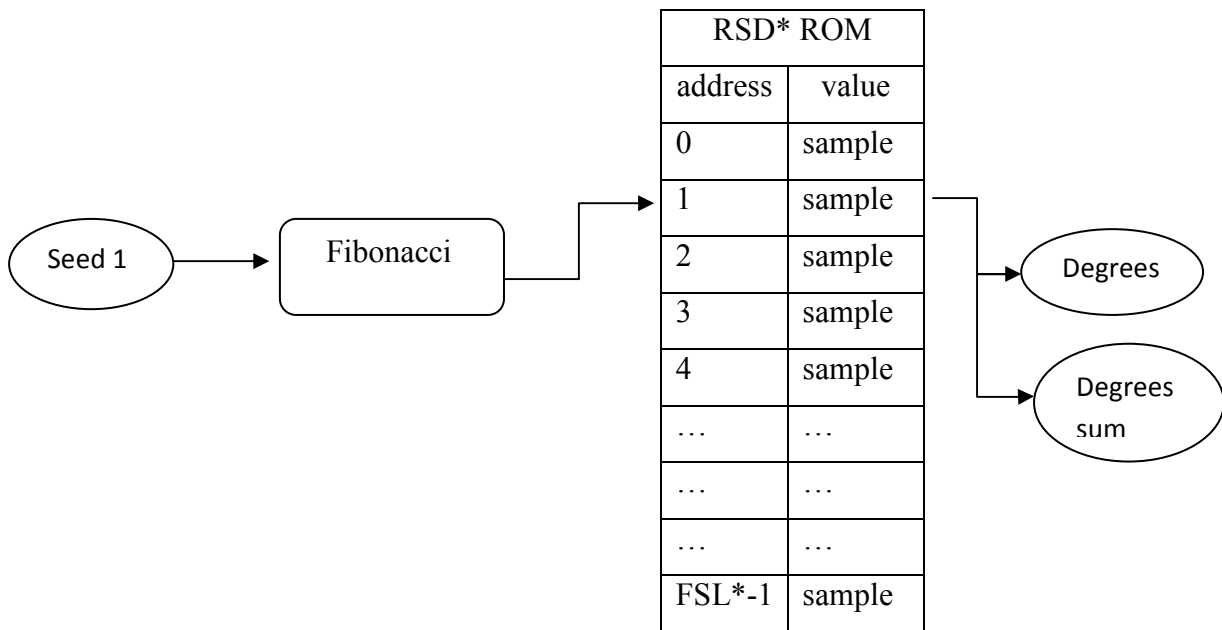 RSD* ROM
address value
0 sample
1 sample
2 sample
3 sample
4 sample
… …
… …
… …
FSL*-1 sample
Seed 1
Fibonacci
Degrees
Degrees
sum